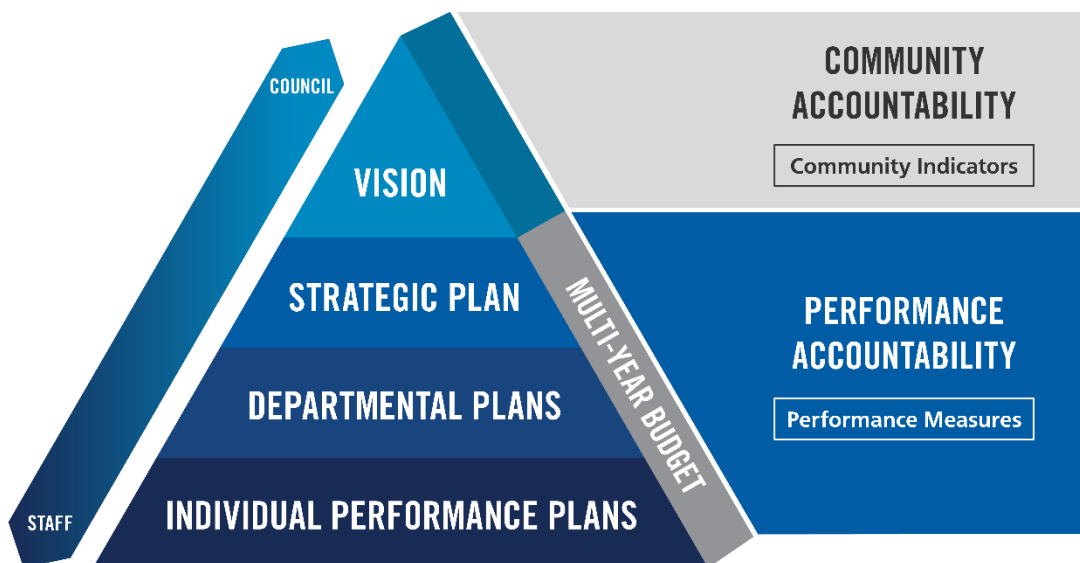 COUNCIL
STAFF
VISION
STRATEGIC PLAN
DEPARTMENTAL PLANS
INDIVIDUAL PERFORMANCE PLANS
MULTI-YEAR BUDGET
COMMUNITY
ACCOUNTABILITY
Community Indicators
PERFORMANCE
ACCOUNTABILITY
Performance Measures